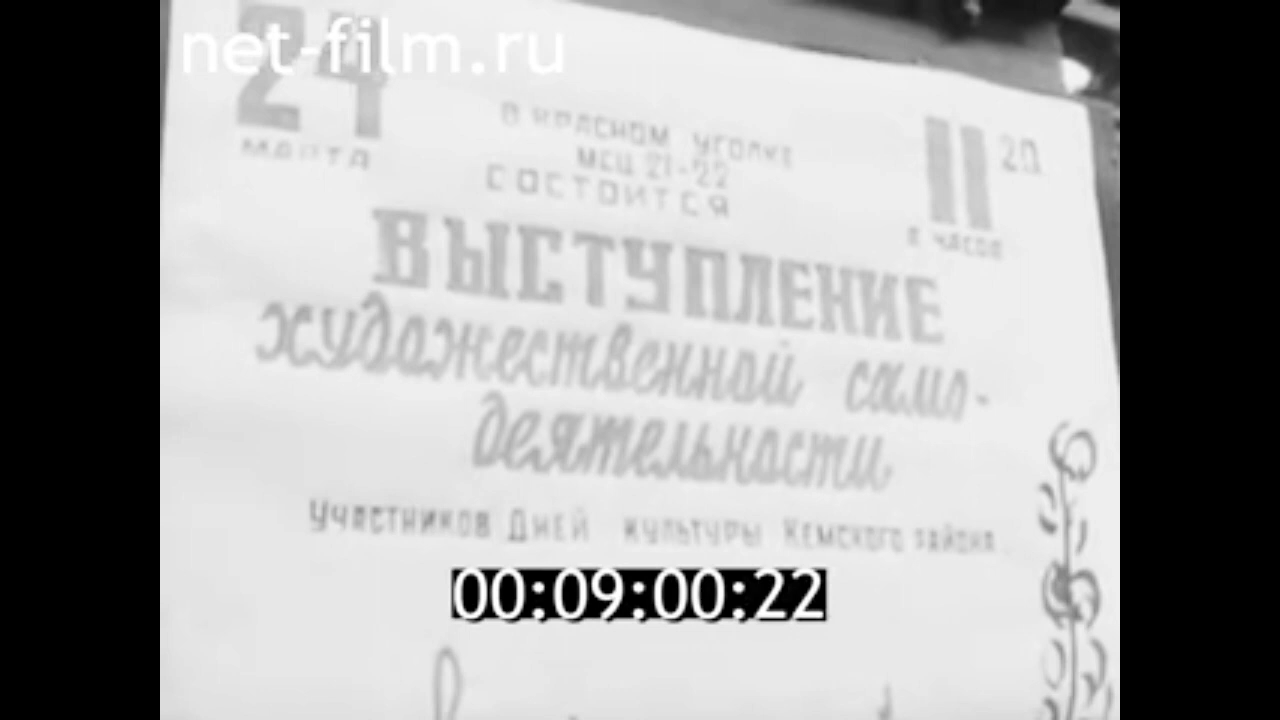 net-film.ru
24
МАРТА
В КРАСНОМ УГОЛКЕ
МСЦ 21-22
СОСТОИТСЯ
11 20
В ЧАСОВ
ВЫСТУПЛЕНИЕ
художественной само-
деятельности
Участников Дней культуры Кемского района
00:09:00:22